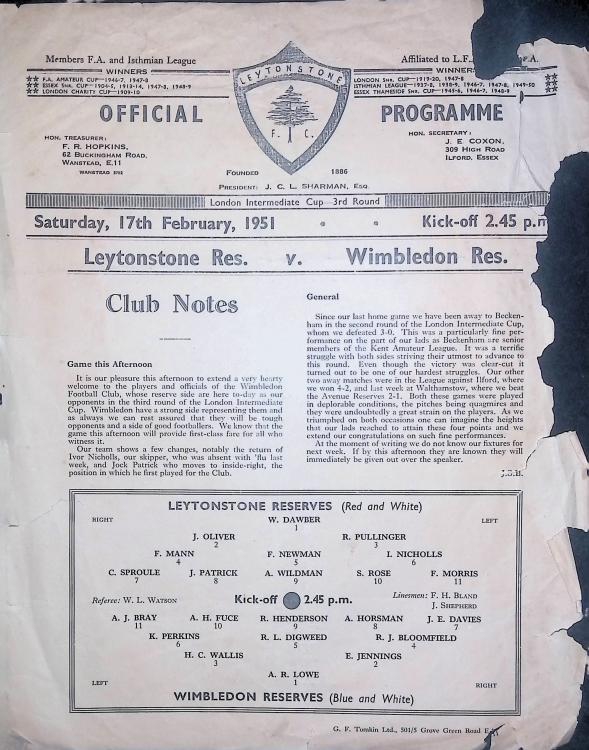 Members F.A. and Isthmian League
WINNERS
F.A. AMATEUR CUP—1946-7, 1947-8
ESSEX SNR. CUP—1904-5, 1913-14, 1947-8, 1948-9
LONDON CHARITY CUP—1909-10
Affiliated to L.F.
WINNER
LONDON SNR. CUP—1919-20, 1947-8
ISTHMIAN LEAGUE—1937-8, 1938-9, 1946-7, 1947-8, 1949-50
ESSEX THAMESIDE SNR. CUP—1945-6, 1946-7, 1948-9
LEYTONSTONE
F. C.
OFFICIAL PROGRAMME
HON. TREASURER:
F. R. HOPKINS,
62 BUCKINGHAM ROAD,
WANSTEAD, E.11
WANSTEAD
HON. SECRETARY:
J. E COXON,
309 HIGH ROAD
ILFORD, ESSEX
FOUNDED 1886
PRESIDENT: J. C. L. SHARMAN, ESQ.
London Intermediate Cup—3rd Round
Saturday, 17th February, 1951 Kick-off 2.45 p.m
Leytonstone Res. v. Wimbledon Res.
Club Notes
Game this Afternoon
It is our pleasure this afternoon to extend a very hearty
welcome to the players and officials of the Wimbledon
Football Club, whose reserve side are here to-day as our
opponents in the third round of the London Intermediate
Cup. Wimbledon have a strong side representing them and
as always we can rest assured that they will be tough
opponents and a side of good footballers. We know that the
game this afternoon will provide first-class fare for all who
witness it.
Our team shows a few changes, notably the return of
Ivor Nicholls, our skipper, who was absent with 'flu last
week, and Jock Patrick who moves to inside-right, the
position in which he first played for the Club.
General
Since our last home game we have been away to Becken-
ham in the second round of the London Intermediate Cup,
whom we defeated 3-0. This was a particularly fine per-
formance on the part of our lads as Beckenham are senior
members of the Kent Amateur League. It was a terrific
struggle with both sides striving their utmost to advance to
this round. Even though the victory was clear-cut it
turned out to be one of our hardest struggles. Our other
two away matches were in the League against Ilford, where
we won 4-2, and last week at Walthamstow, where we beat
the Avenue Reserves 2-1. Both these games were played
in deplorable conditions, the pitches being quagmires and
they were undoubtedly a great strain on the players. As we
triumphed on both occasions one can imagine the heights
that our lads reached to attain these four points and we
extend our congratulations on such fine performances.
At the moment of writing we do not know our fixtures for
next week. If by this afternoon they are known they will
immediately be given out over the speaker.
LEYTONSTONE RESERVES (Red and White)
RIGHT W. DAWBER LEFT
1
J. OLIVER R. PULLINGER
2 3
F. MANN F. NEWMAN I. NICHOLLS
4 5 6
C. SPROULE J. PATRICK A. WILDMAN S. ROSE F. MORRIS
7 8 9 10 11
Referee: W. L. WATSON Kick-off 2.45 p.m. Linesmen: F. H. BLAND
J. SHEPHERD
A. J. BRAY A. H. FUCE R. HENDERSON A. HORSMAN J. E. DAVIES
11 10 9 8 7
K. PERKINS R. L. DIGWEED R. J. BLOOMFIELD
6 5 4
H. C. WALLIS E. JENNINGS
3 2
A. R. LOWE
1
LEFT RIGHT
WIMBLEDON RESERVES (Blue and White)
G. F. Tomkin Ltd., 501/5 Grove Green Road